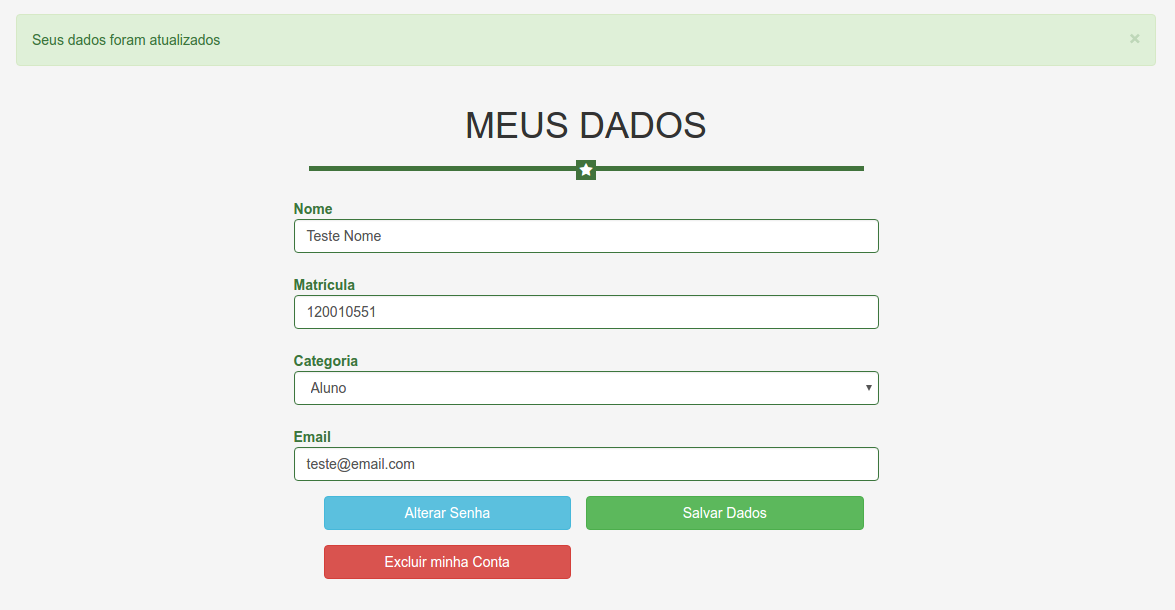 Seus dados foram atualizados ×
MEUS DADOS
Nome
Teste Nome
Matrícula
120010551
Categoria
Aluno
Email
teste@email.com
Alterar Senha Salvar Dados
Excluir minha Conta